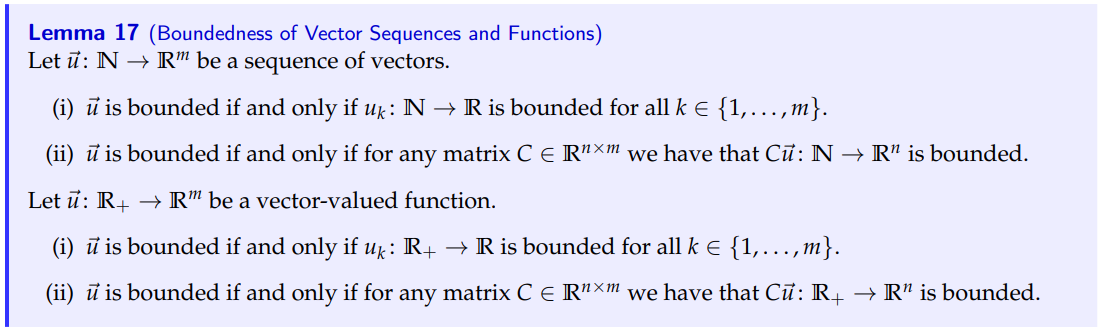 Lemma 17 (Boundedness of Vector Sequences and Functions)
Let $\vec{u}\colon \mathbb{N} \to \mathbb{R}^m$ be a sequence of vectors.
(i) $\vec{u}$ is bounded if and only if $u_k\colon \mathbb{N} \to \mathbb{R}$ is bounded for all $k \in \{1, \ldots, m\}$.
(ii) $\vec{u}$ is bounded if and only if for any matrix $C \in \mathbb{R}^{n \times m}$ we have that $C\vec{u}\colon \mathbb{N} \to \mathbb{R}^n$ is bounded.
Let $\vec{u}\colon \mathbb{R}_+ \to \mathbb{R}^m$ be a vector-valued function.
(i) $\vec{u}$ is bounded if and only if $u_k\colon \mathbb{R}_+ \to \mathbb{R}$ is bounded for all $k \in \{1, \ldots, m\}$.
(ii) $\vec{u}$ is bounded if and only if for any matrix $C \in \mathbb{R}^{n \times m}$ we have that $C\vec{u}\colon \mathbb{R}_+ \to \mathbb{R}^n$ is bounded.